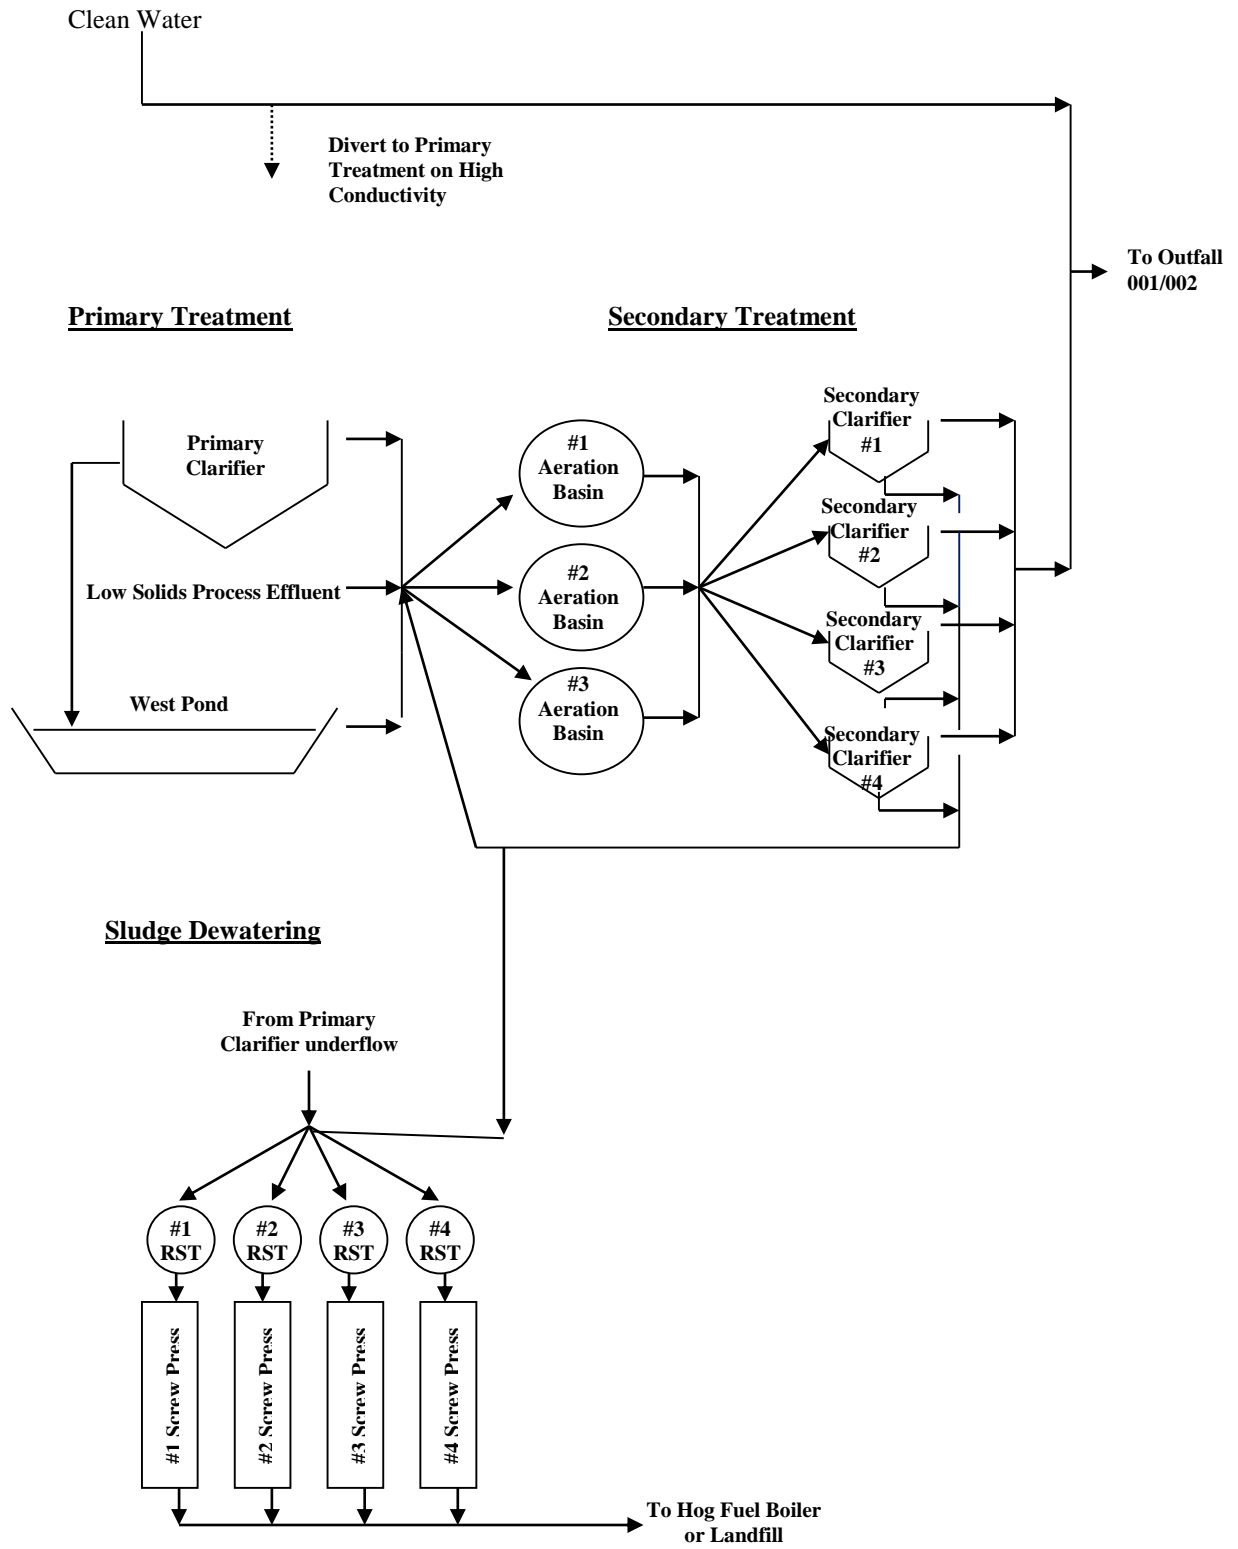 Clean Water
Divert to Primary
Treatment on High
Conductivity
To Outfall
001/002
Primary Treatment
Secondary Treatment
Primary
Clarifier
Low Solids Process Effluent
West Pond
#1
Aeration
Basin
#2
Aeration
Basin
#3
Aeration
Basin
Secondary
Clarifier
#1
Secondary
Clarifier
#2
Secondary
Clarifier
#3
Secondary
Clarifier
#4
Sludge Dewatering
From Primary
Clarifier underflow
#1
RST
#2
RST
#3
RST
#4
RST
#1 Screw Press
#2 Screw Press
#3 Screw Press
#4 Screw Press
To Hog Fuel Boiler
or Landfill